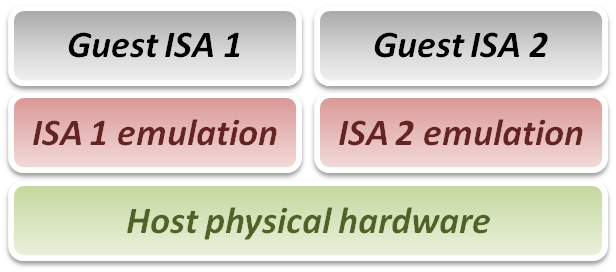 Guest ISA 1
Guest ISA 2
ISA 1 emulation
ISA 2 emulation
Host physical hardware